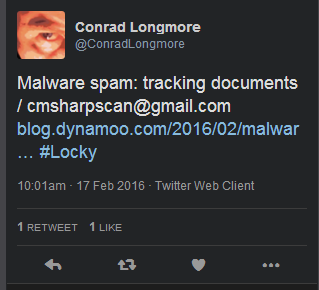 Conrad Longmore
@ConradLongmore
Malware spam: tracking documents
/ cmsharpscan@gmail.com
blog.dynamoo.com/2016/02/malwar
… #Locky
10:01am · 17 Feb 2016 · Twitter Web Client
1 RETWEET 1 LIKE